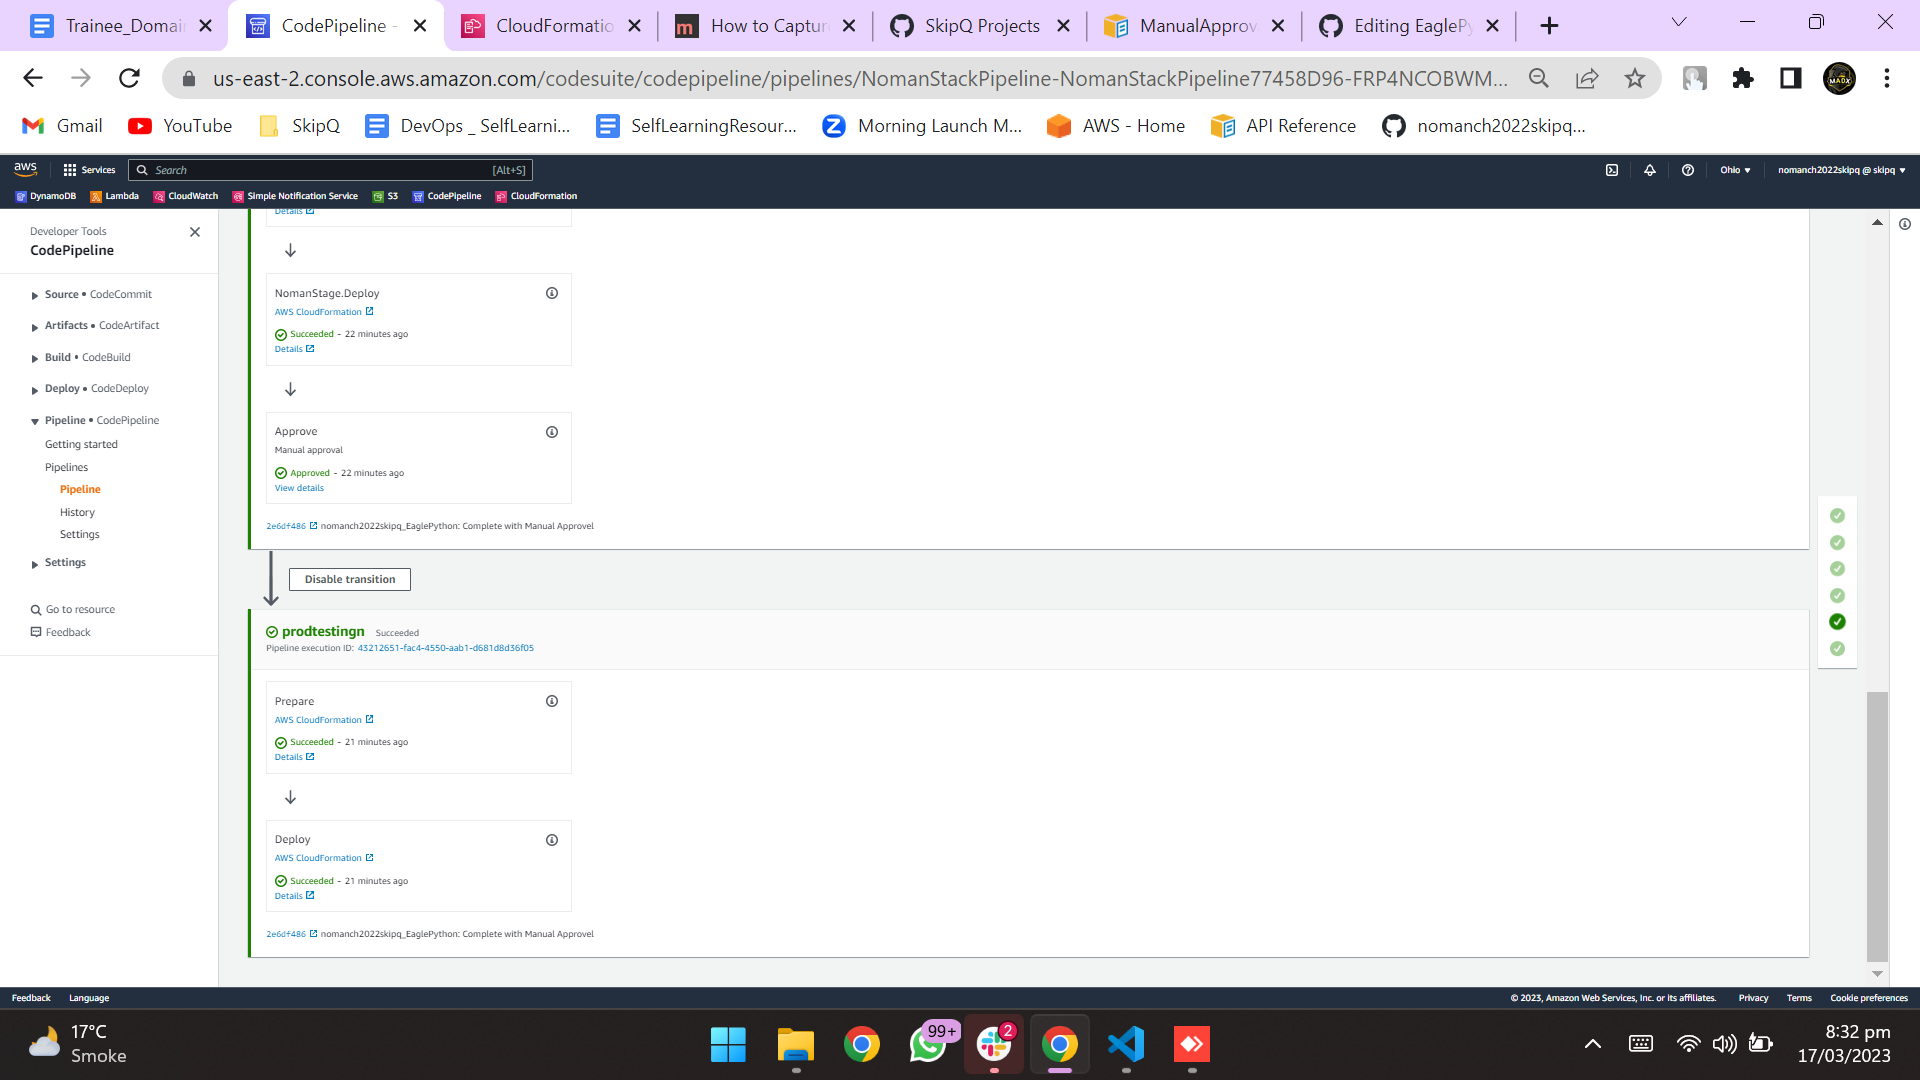 Trainee_Domai
CodePipeline -
CloudFormatio
How to Captur
SkipQ Projects
ManualApprov
Editing EaglePy
us-east-2.console.aws.amazon.com/codesuite/codepipeline/pipelines/NomanStackPipeline-NomanStackPipeline77458D96-FRP4NCOBWM...
Gmail
YouTube
SkipQ
DevOps _ SelfLearni...
SelfLearningResour...
Morning Launch M...
AWS - Home
API Reference
nomanch2022skipq...
aws
Services
Search
[Alt+S]
Ohio
nomanch2022skipq @ skipq
DynamoDB
Lambda
CloudWatch
Simple Notification Service
S3
CodePipeline
CloudFormation
Developer Tools
CodePipeline
Source • CodeCommit
Artifacts • CodeArtifact
Build • CodeBuild
Deploy • CodeDeploy
Pipeline • CodePipeline
Getting started
Pipelines
Pipeline
History
Settings
Settings
Go to resource
Feedback
Details
NomanStage.Deploy
AWS CloudFormation
Succeeded - 22 minutes ago
Details
Approve
Manual approval
Approved - 22 minutes ago
View details
2e6df486 nomanch2022skipq_EaglePython: Complete with Manual Approvel
Disable transition
prodtestingn Succeeded
Pipeline execution ID: 43212651-fac4-4550-aab1-d681d8d36f05
Prepare
AWS CloudFormation
Succeeded - 21 minutes ago
Details
Deploy
AWS CloudFormation
Succeeded - 21 minutes ago
Details
2e6df486 nomanch2022skipq_EaglePython: Complete with Manual Approvel
Feedback
Language
© 2023, Amazon Web Services, Inc. or its affiliates.
Privacy
Terms
Cookie preferences
17°C
Smoke
99+
2
8:32 pm
17/03/2023